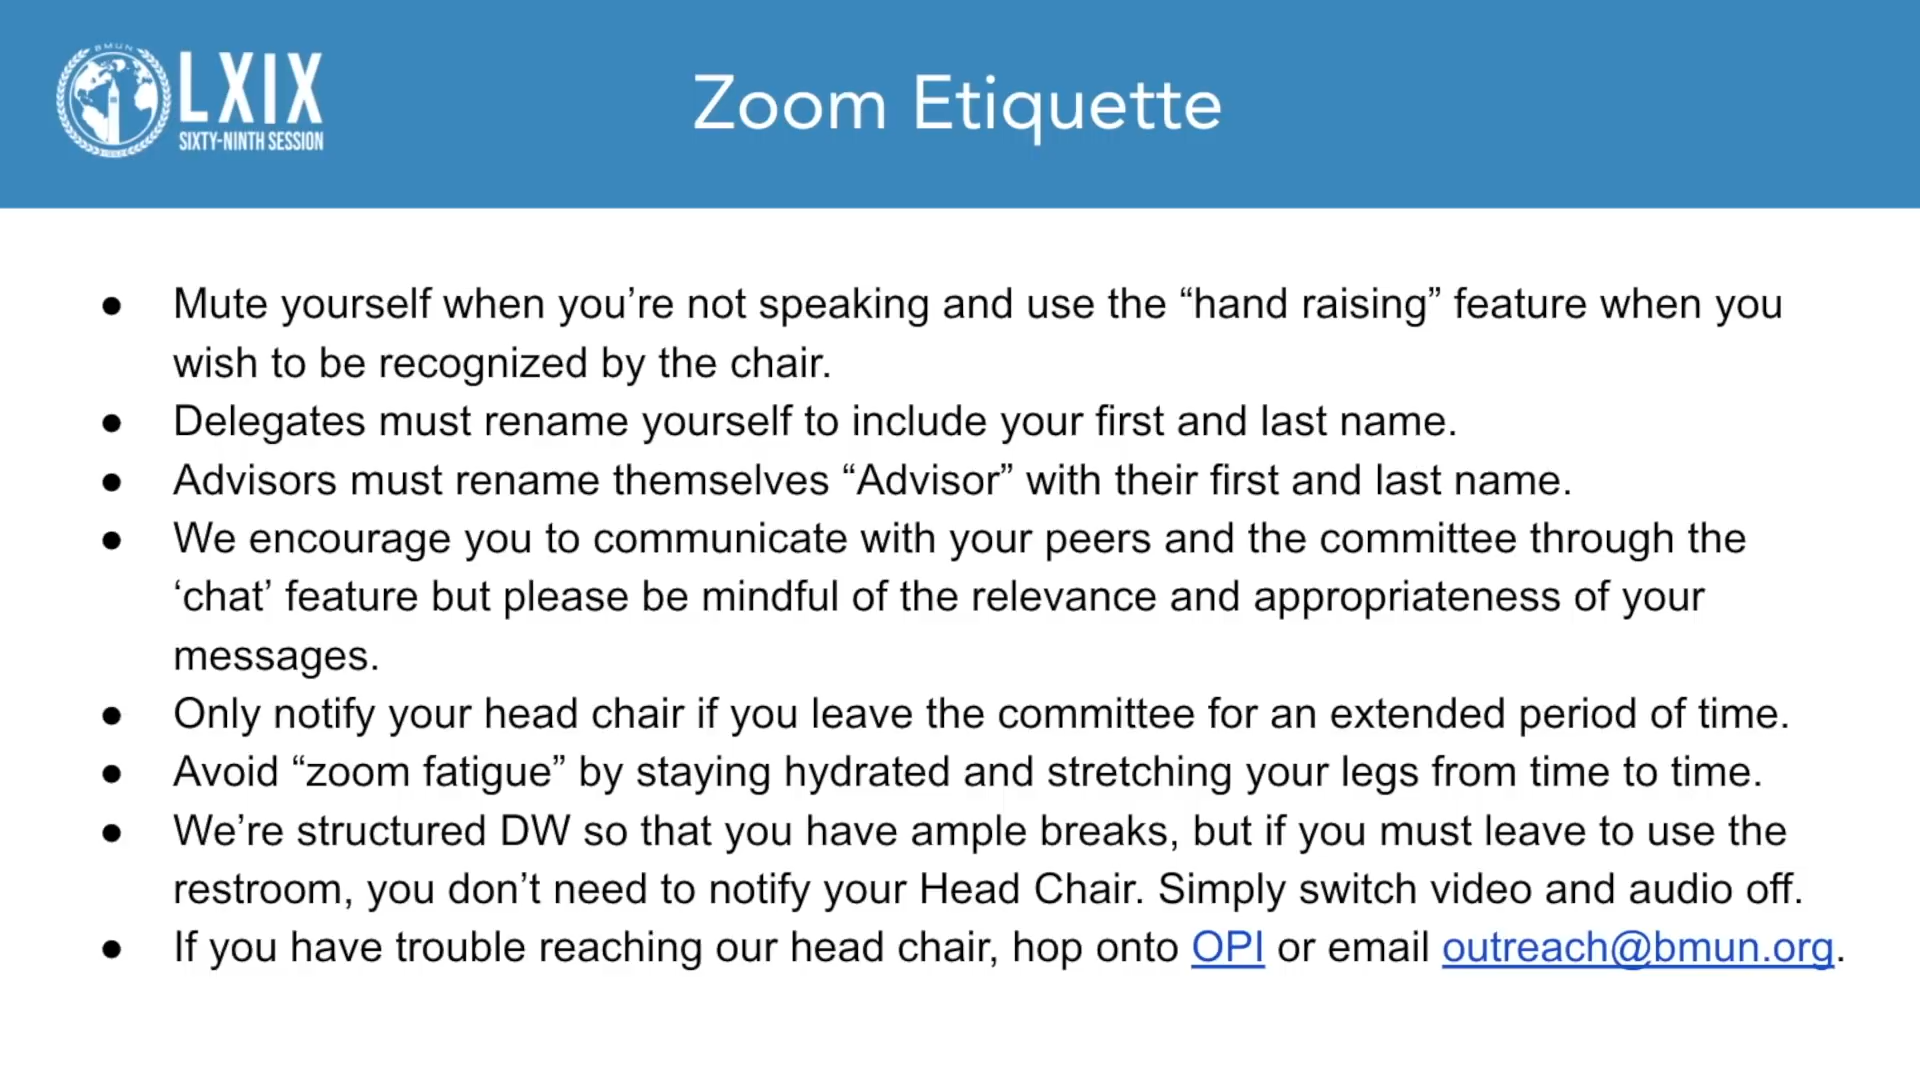 BMUN
LXIX
SIXTY-NINTH SESSION
Zoom Etiquette
● Mute yourself when you’re not speaking and use the “hand raising” feature when you
wish to be recognized by the chair.
● Delegates must rename yourself to include your first and last name.
● Advisors must rename themselves “Advisor” with their first and last name.
● We encourage you to communicate with your peers and the committee through the
‘chat’ feature but please be mindful of the relevance and appropriateness of your
messages.
● Only notify your head chair if you leave the committee for an extended period of time.
● Avoid “zoom fatigue” by staying hydrated and stretching your legs from time to time.
● We’re structured DW so that you have ample breaks, but if you must leave to use the
restroom, you don’t need to notify your Head Chair. Simply switch video and audio off.
● If you have trouble reaching our head chair, hop onto OPI or email outreach@bmun.org.